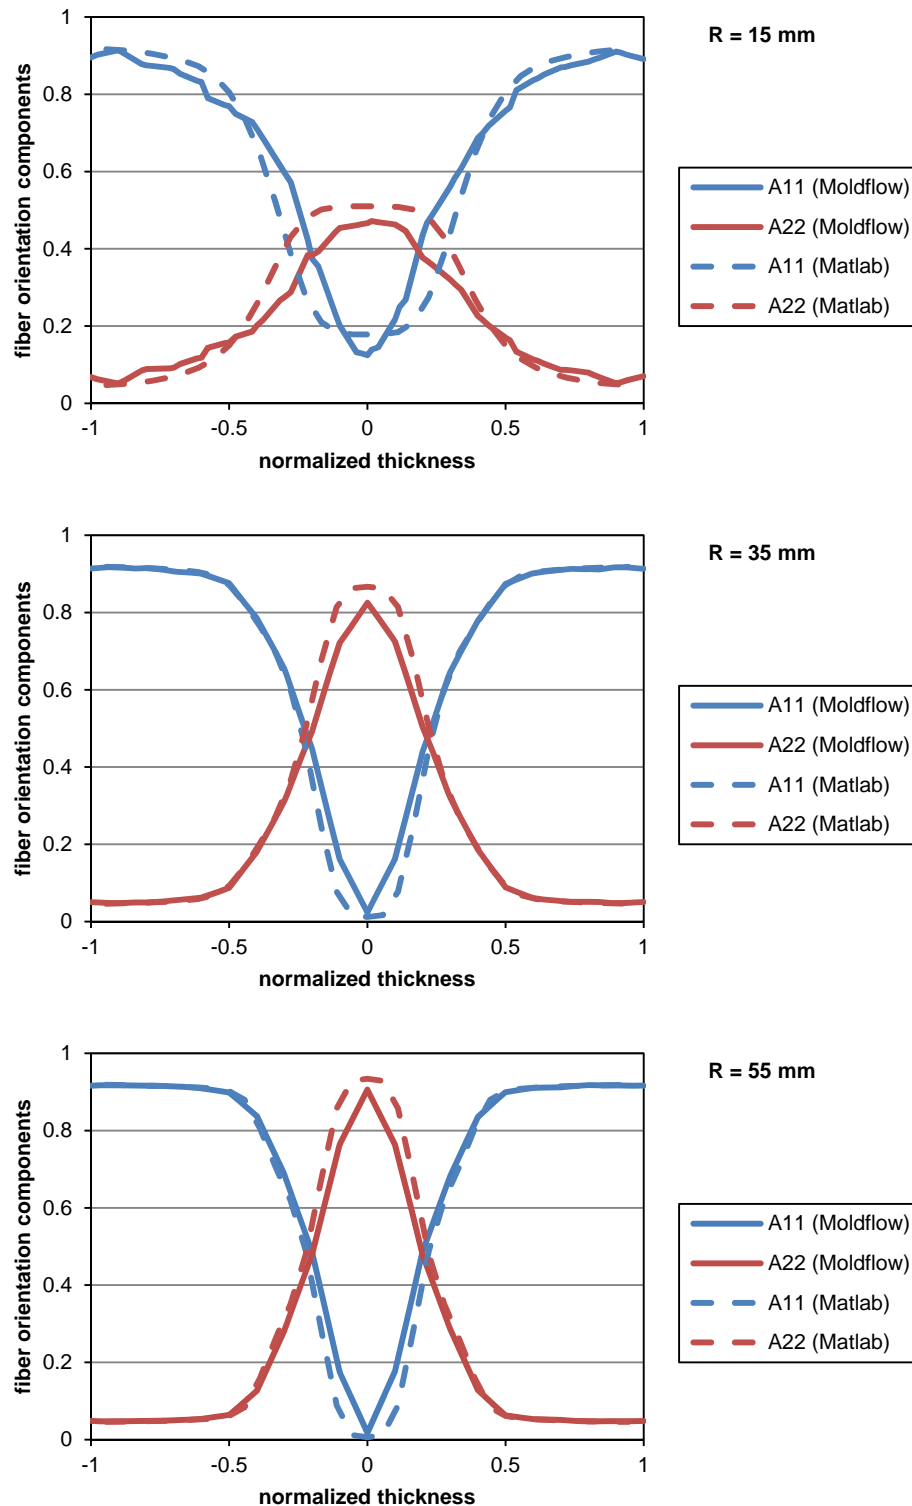 R = 15 mm
fiber orientation components
1
0.8
0.6
0.4
0.2
0
-1
-0.5
0
0.5
1
normalized thickness
A11 (Moldflow)
A22 (Moldflow)
A11 (Matlab)
A22 (Matlab)
R = 35 mm
fiber orientation components
1
0.8
0.6
0.4
0.2
0
-1
-0.5
0
0.5
1
normalized thickness
A11 (Moldflow)
A22 (Moldflow)
A11 (Matlab)
A22 (Matlab)
R = 55 mm
fiber orientation components
1
0.8
0.6
0.4
0.2
0
-1
-0.5
0
0.5
1
normalized thickness
A11 (Moldflow)
A22 (Moldflow)
A11 (Matlab)
A22 (Matlab)